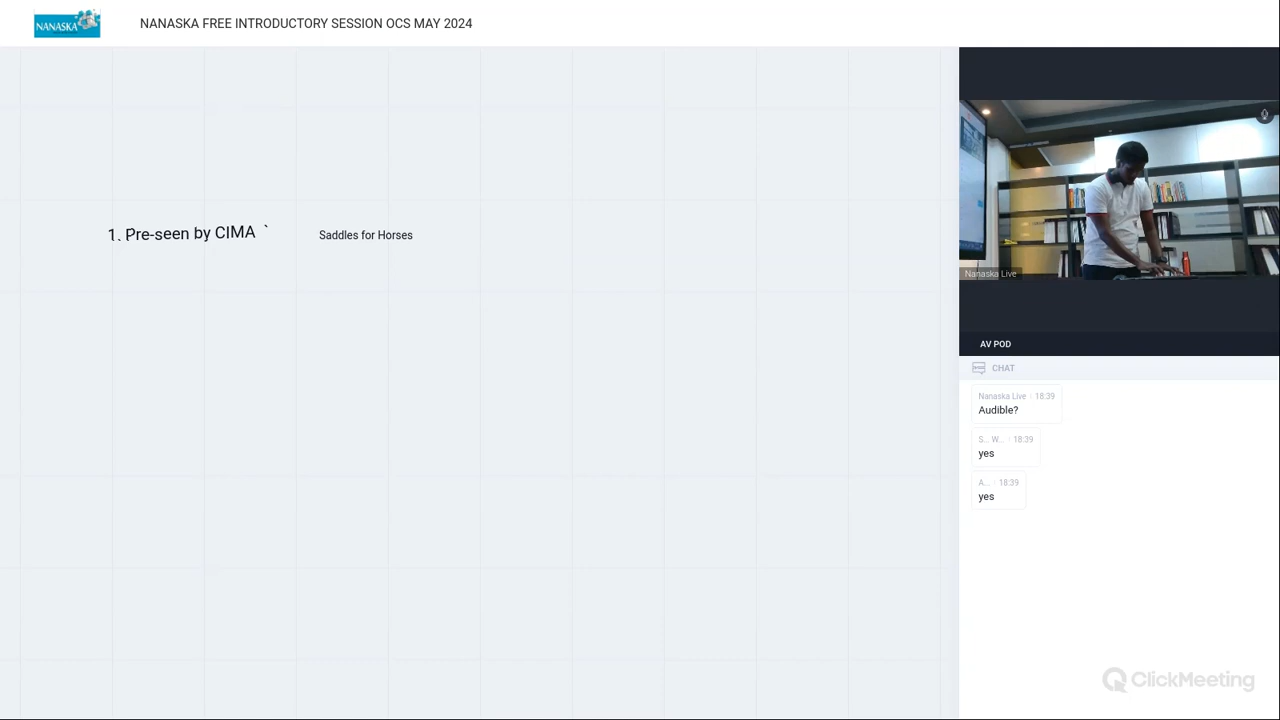 NANASKA
NANASKA FREE INTRODUCTORY SESSION OCS MAY 2024
1. Pre-seen by CIMA `
Saddles for Horses
Nanaska Live
AV POD
CHAT
Nanaska Live 18:39
Audible?
S... W... 18:39
yes
A... 18:39
yes
ClickMeeting